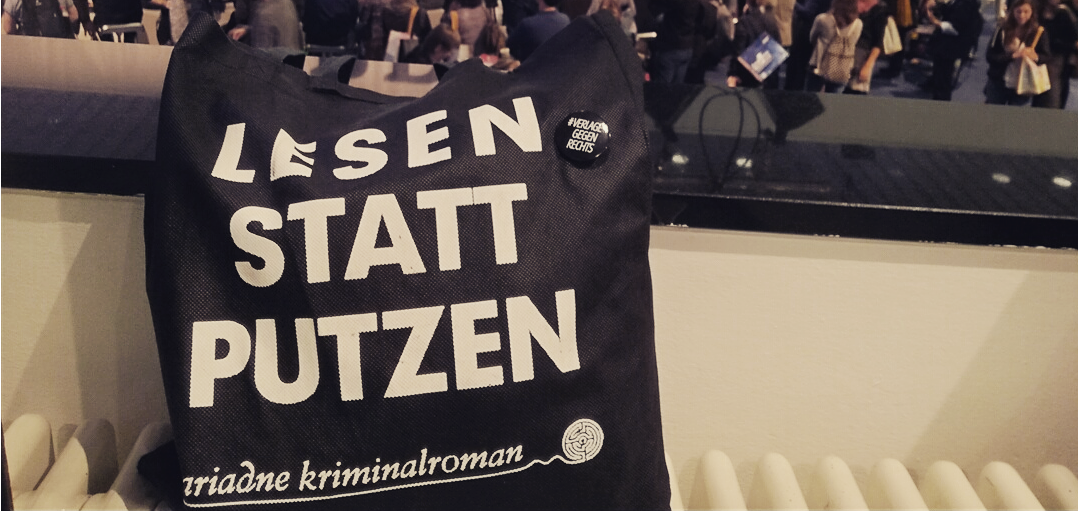 LESEN
STATT
PUTZEN
#VERLAGE
GEGEN
RECHTS
ariadne kriminalroman